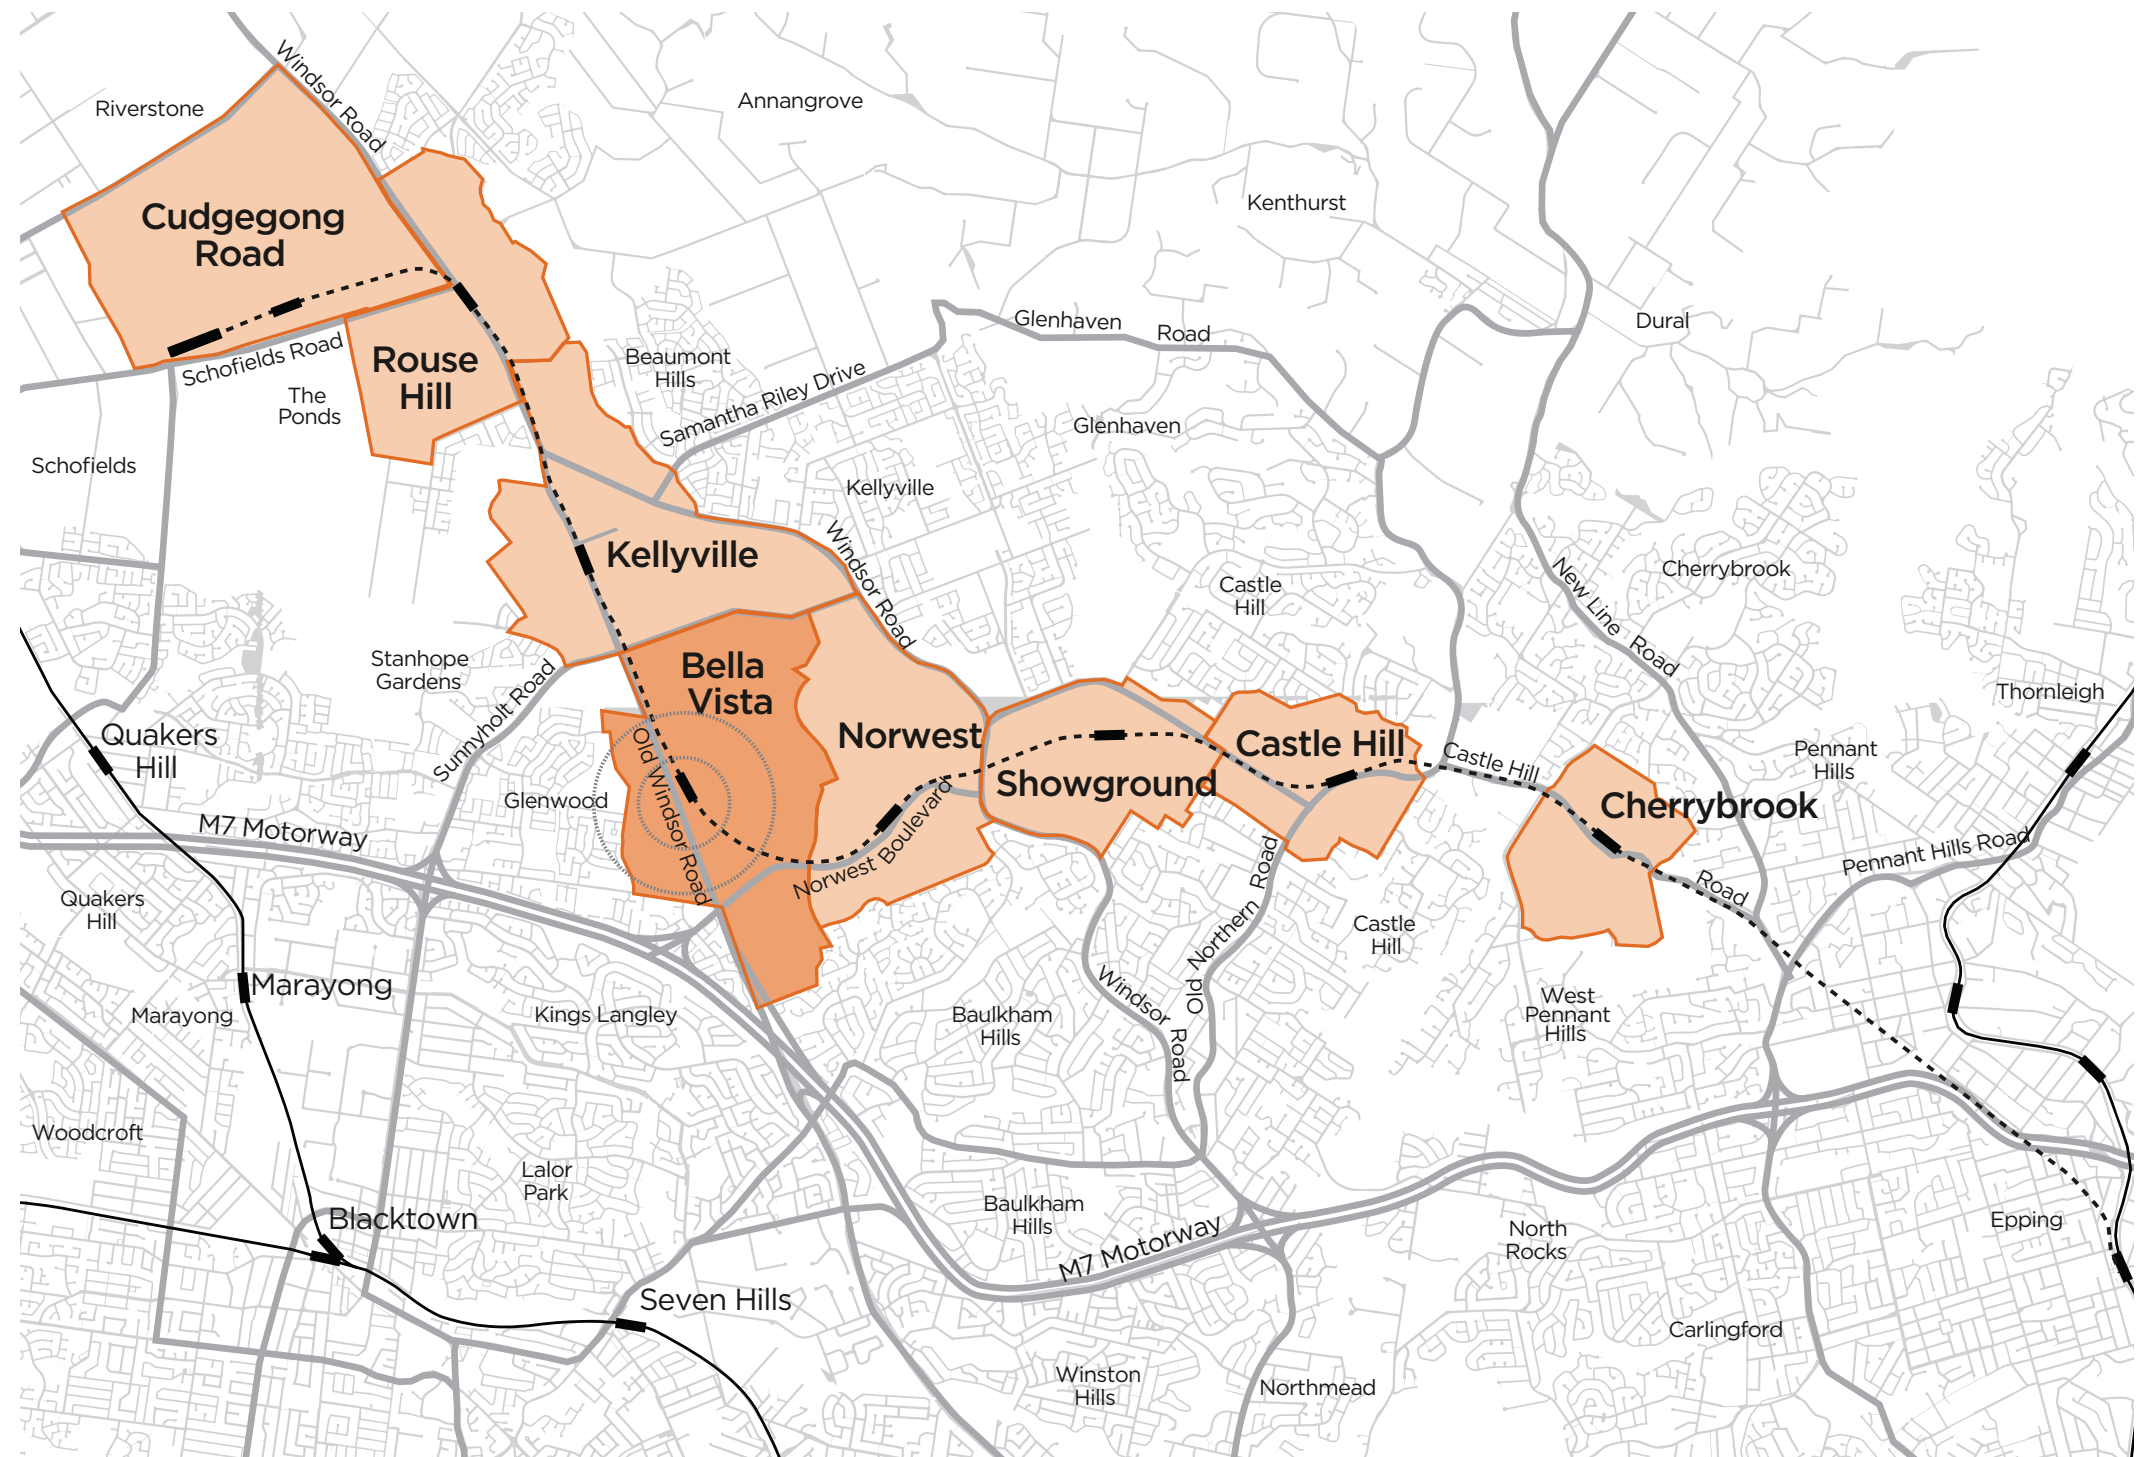 Windsor Road
Riverstone
Annangrove
Cudgegong
Road
Kenthurst
Schofields Road
Rouse
Hill
The
Ponds
Beaumont
Hills
Samantha Riley Drive
Glenhaven
Road
Dural
Glenhaven
Schofields
Kellyville
Kellyville
Windsor Road
Castle
Hill
New Line
Road
Cherrybrook
Stanhope
Gardens
Sunnyholt Road
Bella
Vista
Thornleigh
Quakers
Hill
Norwest
Castle Hill
Castle Hill
Road
Pennant
Hills
Showground
Glenwood
Old Windsor Road
Norwest Boulevard
Cherrybrook
M7 Motorway
Pennant Hills Road
Quakers
Hill
Old
Northern
Road
Castle
Hill
Marayong
Marayong
Kings Langley
Baulkham
Hills
Windsor
Road
West
Pennant
Hills
Woodcroft
Lalor
Park
Blacktown
Baulkham
Hills
M7 Motorway
North
Rocks
Epping
Seven Hills
Carlingford
Winston
Hills
Northmead